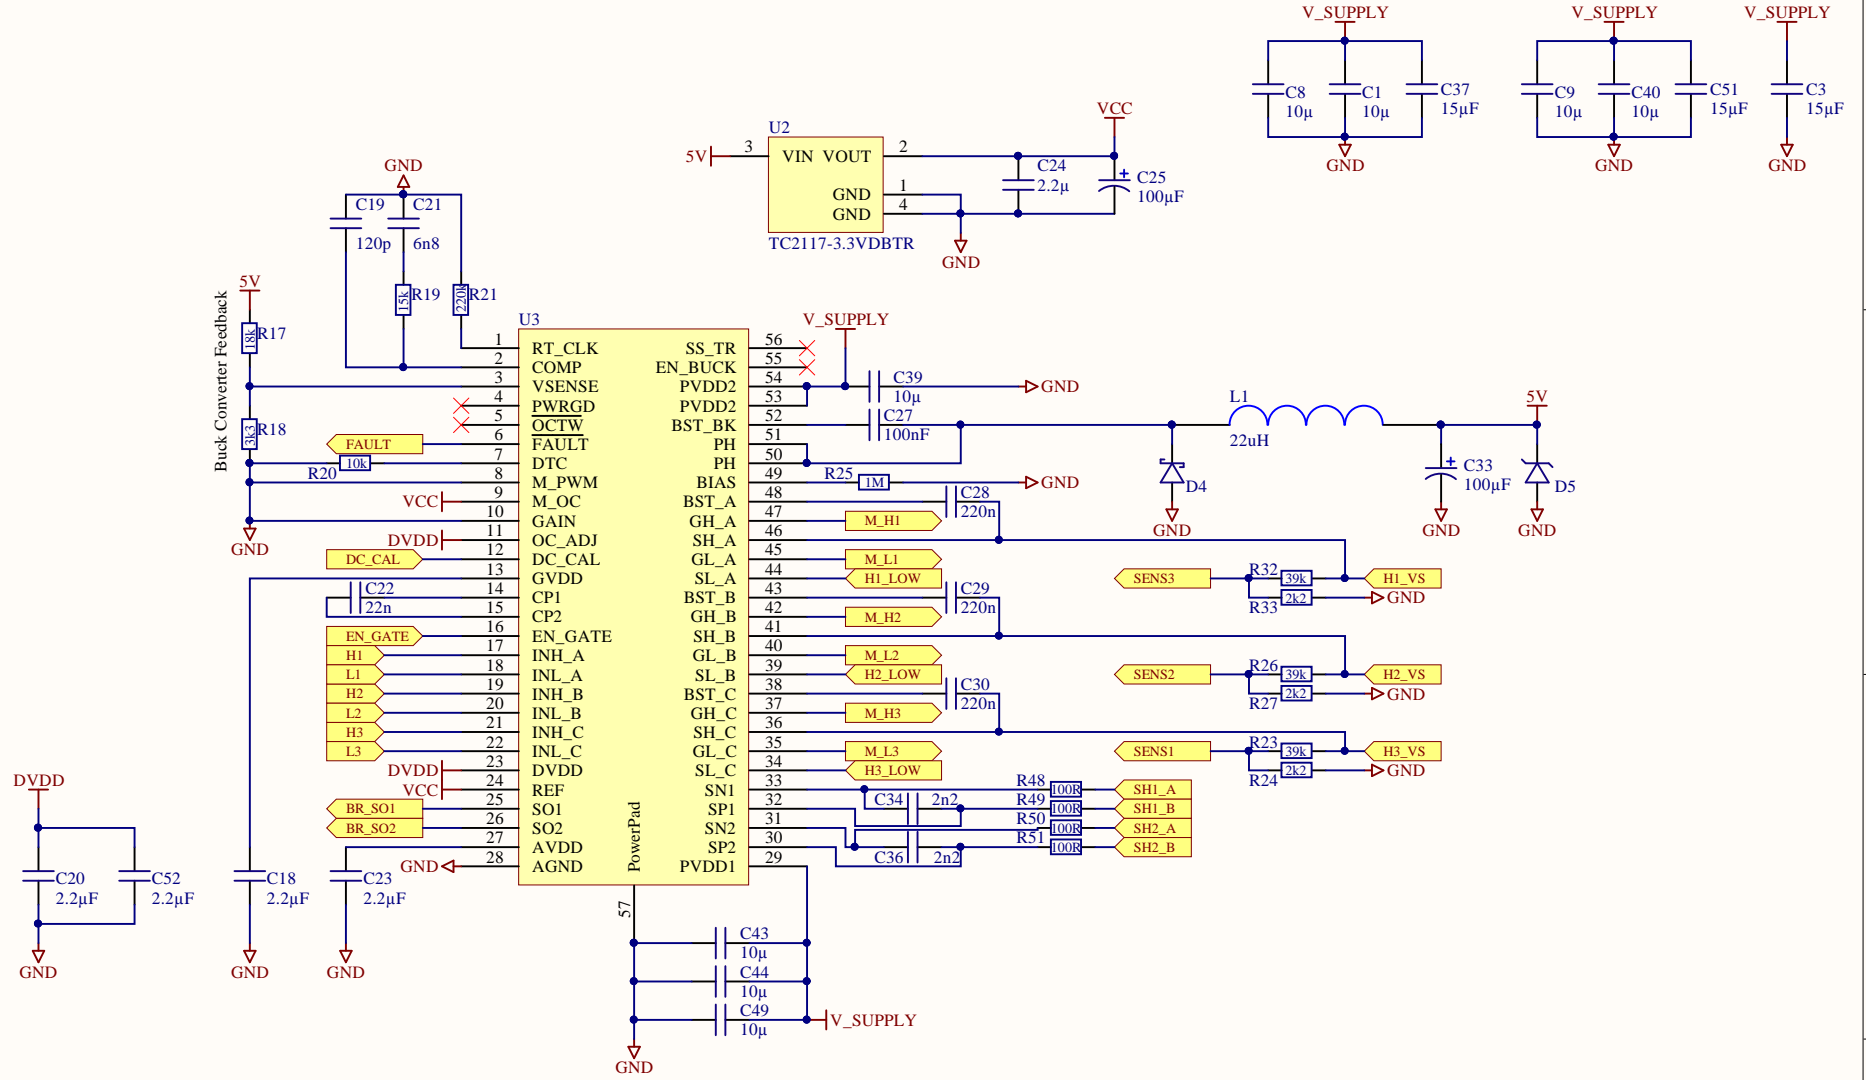 V_SUPPLY
V_SUPPLY
V_SUPPLY
C8
10µ
C1
10µ
C37
15µF
C9
10µ
C40
10µ
C51
15µF
C3
15µF
GND
GND
GND
U2
5V
3
VIN VOUT
2
GND
1
GND
4
TC2117-3.3VDBTR
VCC
C24
2.2µ
C25
100µF
GND
GND
C19
120p
C21
6n8
R19
15k
R21
220k
5V
Buck Converter Feedback
R17
18k
R18
3k3
R20
10k
GND
U3
1
RT_CLK
2
COMP
3
VSENSE
4
PWRGD
5
OCTW
FAULT
6
FAULT
7
DTC
8
M_PWM
VCC
9
M_OC
10
GAIN
DVDD
11
OC_ADJ
DC_CAL
12
DC_CAL
13
GVDD
C22
22n
14
CP1
15
CP2
EN_GATE
16
EN_GATE
H1
17
INH_A
L1
18
INL_A
H2
19
INH_B
L2
20
INL_B
H3
21
INH_C
L3
22
INL_C
DVDD
23
DVDD
VCC
24
REF
BR_SO1
25
SO1
BR_SO2
26
SO2
27
AVDD
GND
28
AGND
PowerPad
57
SS_TR
56
EN_BUCK
55
PVDD2
54
PVDD2
53
BST_BK
52
PH
51
PH
50
BIAS
49
BST_A
48
GH_A
47
M_H1
SH_A
46
GL_A
45
M_L1
SL_A
44
H1_LOW
BST_B
43
GH_B
42
M_H2
SH_B
41
GL_B
40
M_L2
SL_B
39
H2_LOW
BST_C
38
GH_C
37
M_H3
SH_C
36
GL_C
35
M_L3
SL_C
34
H3_LOW
SN1
33
SP1
32
SN2
31
SP2
30
PVDD1
29
V_SUPPLY
C39
10µ
GND
C27
100nF
R25
1M
GND
C28
220n
C29
220n
C30
220n
L1
22uH
5V
D4
GND
C33
100µF
GND
D5
GND
SENS3
R32
39k
H1_VS
R33
2k2
GND
SENS2
R26
39k
H2_VS
R27
2k2
GND
SENS1
R23
39k
H3_VS
R24
2k2
GND
C34
2n2
C36
2n2
R48
100R
SH1_A
R49
100R
SH1_B
R50
100R
SH2_A
R51
100R
SH2_B
DVDD
C20
2.2µF
C52
2.2µF
GND
C18
2.2µF
GND
C23
2.2µF
GND
C43
10µ
C44
10µ
C49
10µ
V_SUPPLY
GND